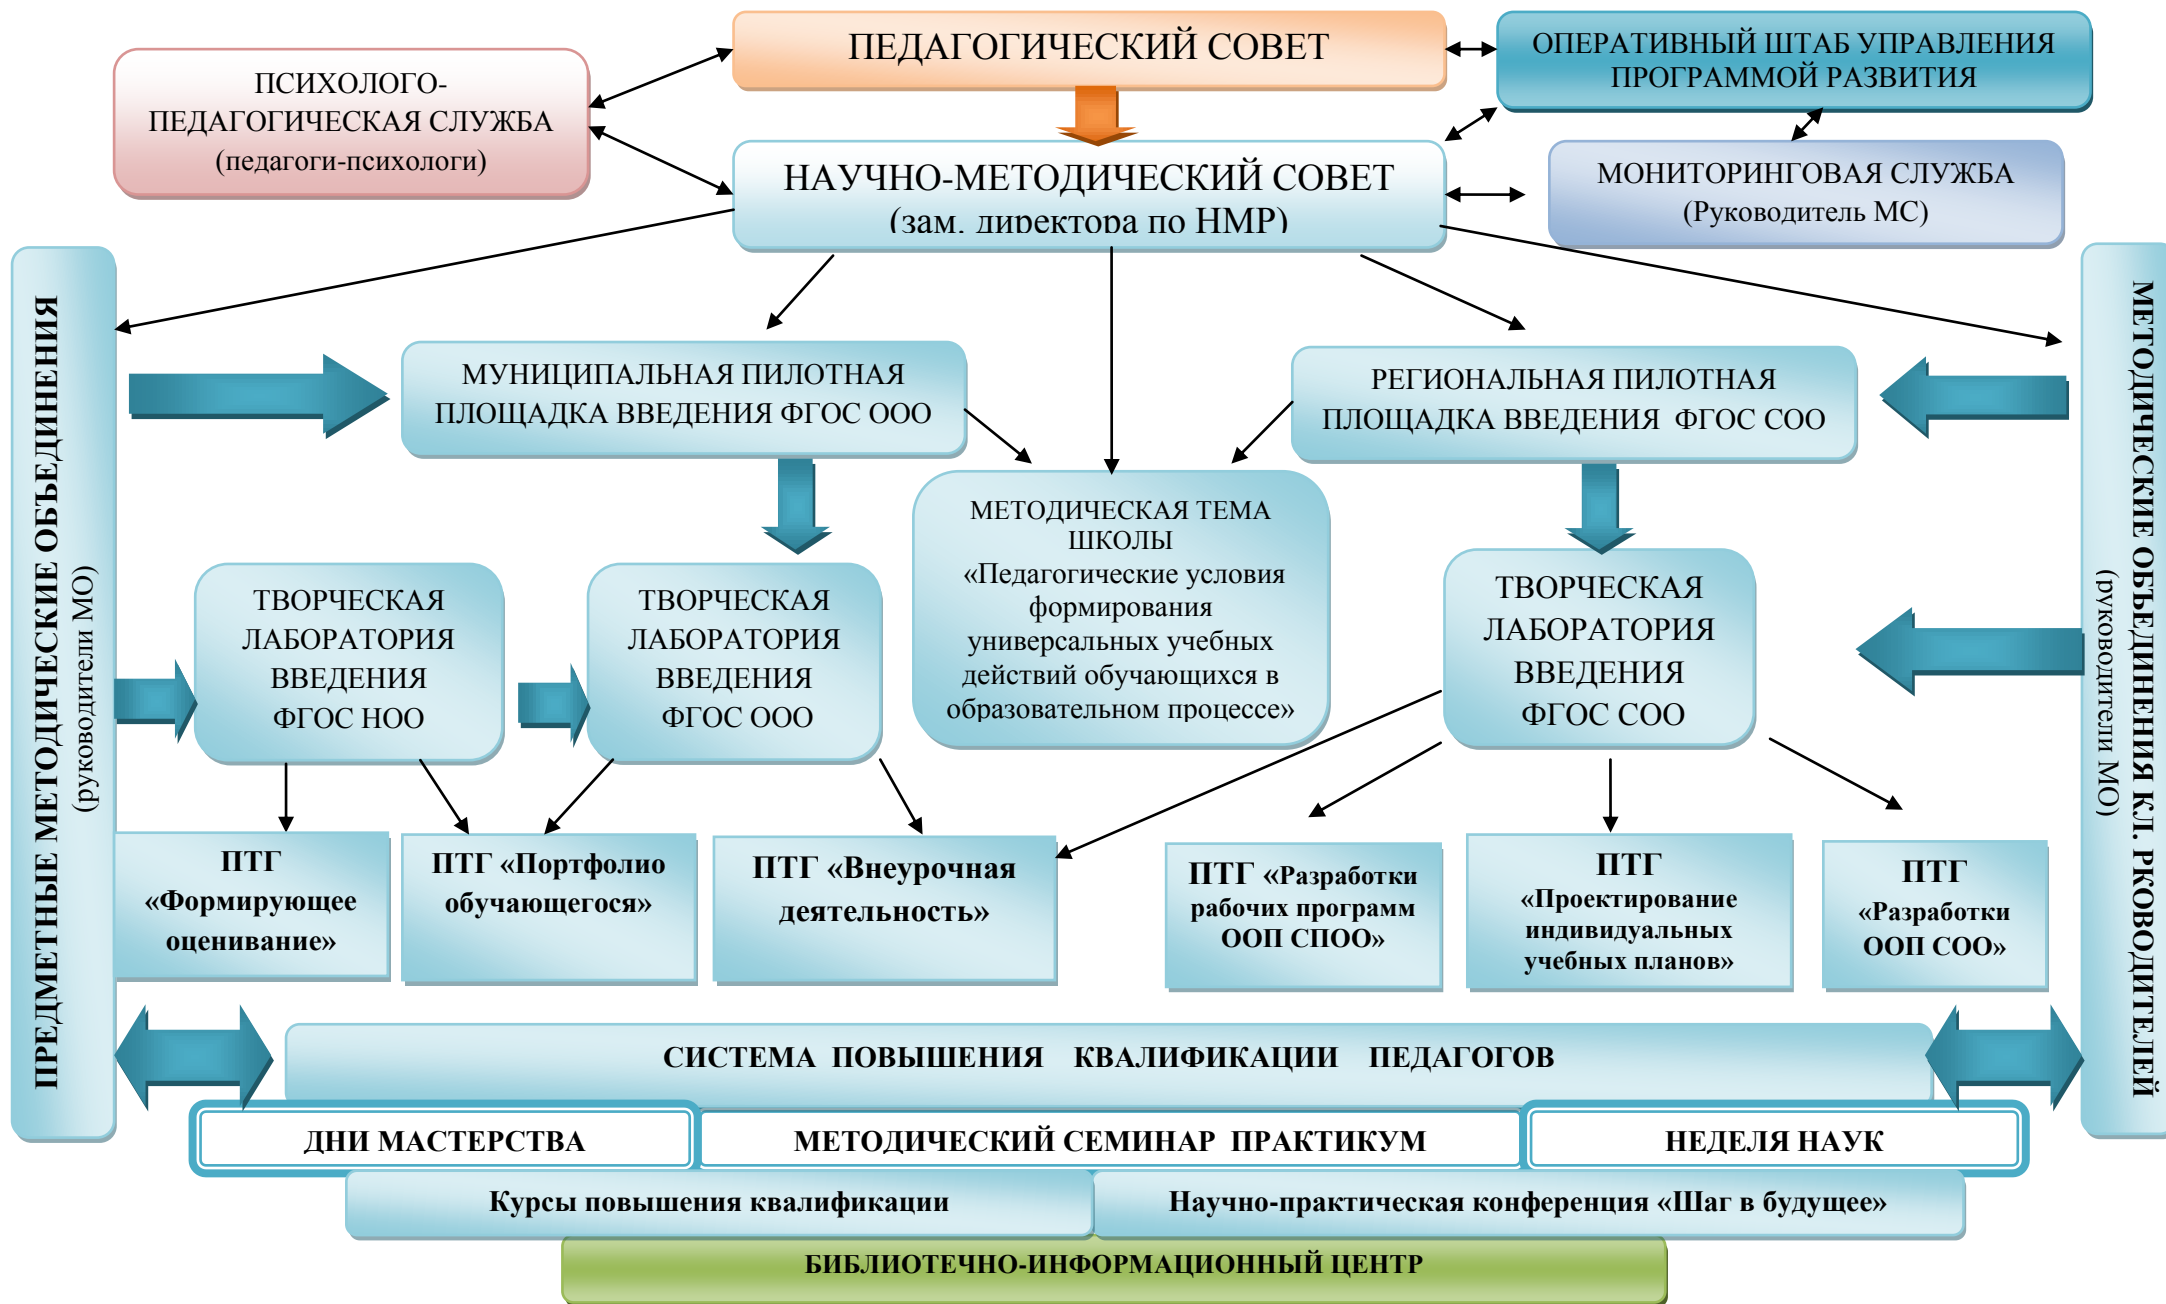 ПЕДАГОГИЧЕСКИЙ СОВЕТ
ОПЕРАТИВНЫЙ ШТАБ УПРАВЛЕНИЯ
ПРОГРАММОЙ РАЗВИТИЯ
ПСИХОЛОГО-
ПЕДАГОГИЧЕСКАЯ СЛУЖБА
(педагоги-психологи)
НАУЧНО-МЕТОДИЧЕСКИЙ СОВЕТ
(зам. директора по НМР)
МОНИТОРИНГОВАЯ СЛУЖБА
(Руководитель МС)
ПРЕДМЕТНЫЕ МЕТОДИЧЕСКИЕ ОБЪЕДИНЕНИЯ
(руководители МО)
МУНИЦИПАЛЬНАЯ ПИЛОТНАЯ
ПЛОЩАДКА ВВЕДЕНИЯ ФГОС ООО
РЕГИОНАЛЬНАЯ ПИЛОТНАЯ
ПЛОЩАДКА ВВЕДЕНИЯ ФГОС СОО
МЕТОДИЧЕСКИЕ ОБЪЕДИНЕНИЯ КЛ. РКОВОДИТЕЛЕЙ
(руководители МО)
ТВОРЧЕСКАЯ
ЛАБОРАТОРИЯ
ВВЕДЕНИЯ
ФГОС НОО
ТВОРЧЕСКАЯ
ЛАБОРАТОРИЯ
ВВЕДЕНИЯ
ФГОС ООО
МЕТОДИЧЕСКАЯ ТЕМА
ШКОЛЫ
«Педагогические условия
формирования
универсальных учебных
действий обучающихся в
образовательном процессе»
ТВОРЧЕСКАЯ
ЛАБОРАТОРИЯ
ВВЕДЕНИЯ
ФГОС СОО
ПТГ
«Формирующее
оценивание»
ПТГ «Портфолио
обучающегося»
ПТГ «Внеурочная
деятельность»
ПТГ «Разработки
рабочих программ
ООП СПОО»
ПТГ
«Проектирование
индивидуальных
учебных планов»
ПТГ
«Разработки
ООП СОО»
СИСТЕМА ПОВЫШЕНИЯ КВАЛИФИКАЦИИ ПЕДАГОГОВ
ДНИ МАСТЕРСТВА
МЕТОДИЧЕСКИЙ СЕМИНАР ПРАКТИКУМ
НЕДЕЛЯ НАУК
Курсы повышения квалификации
Научно-практическая конференция «Шаг в будущее»
БИБЛИОТЕЧНО-ИНФОРМАЦИОННЫЙ ЦЕНТР